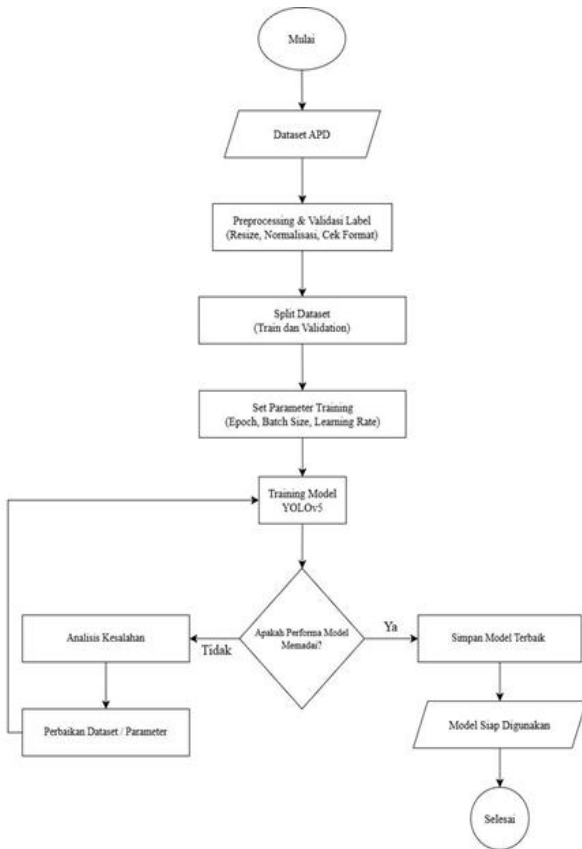 Mulai
Dataset APD
Preprocessing & Validasi Label
(Resize, Normalisasi, Cek Format)
Split Dataset
(Train dan Validation)
Set Parameter Training
(Epoch, Batch Size, Learning Rate)
Training Model
YOLOv5
Apakah Performa Model
Memadai?
Tidak
Ya
Analisis Kesalahan
Perbaikan Dataset / Parameter
Simpan Model Terbaik
Model Siap Digunakan
Selesai